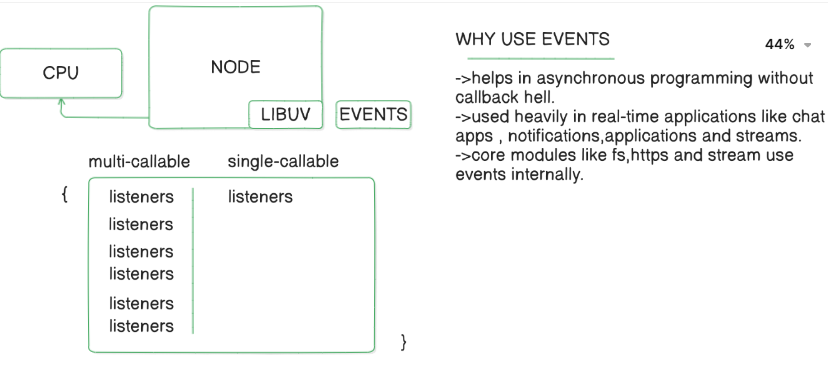 CPU
NODE
LIBUV
EVENTS
multi-callable single-callable
{
listeners listeners
listeners
listeners
listeners
listeners
listeners
}
WHY USE EVENTS
44%
->helps in asynchronous programming without
callback hell.
->used heavily in real-time applications like chat
apps , notifications,applications and streams.
->core modules like fs,https and stream use
events internally.